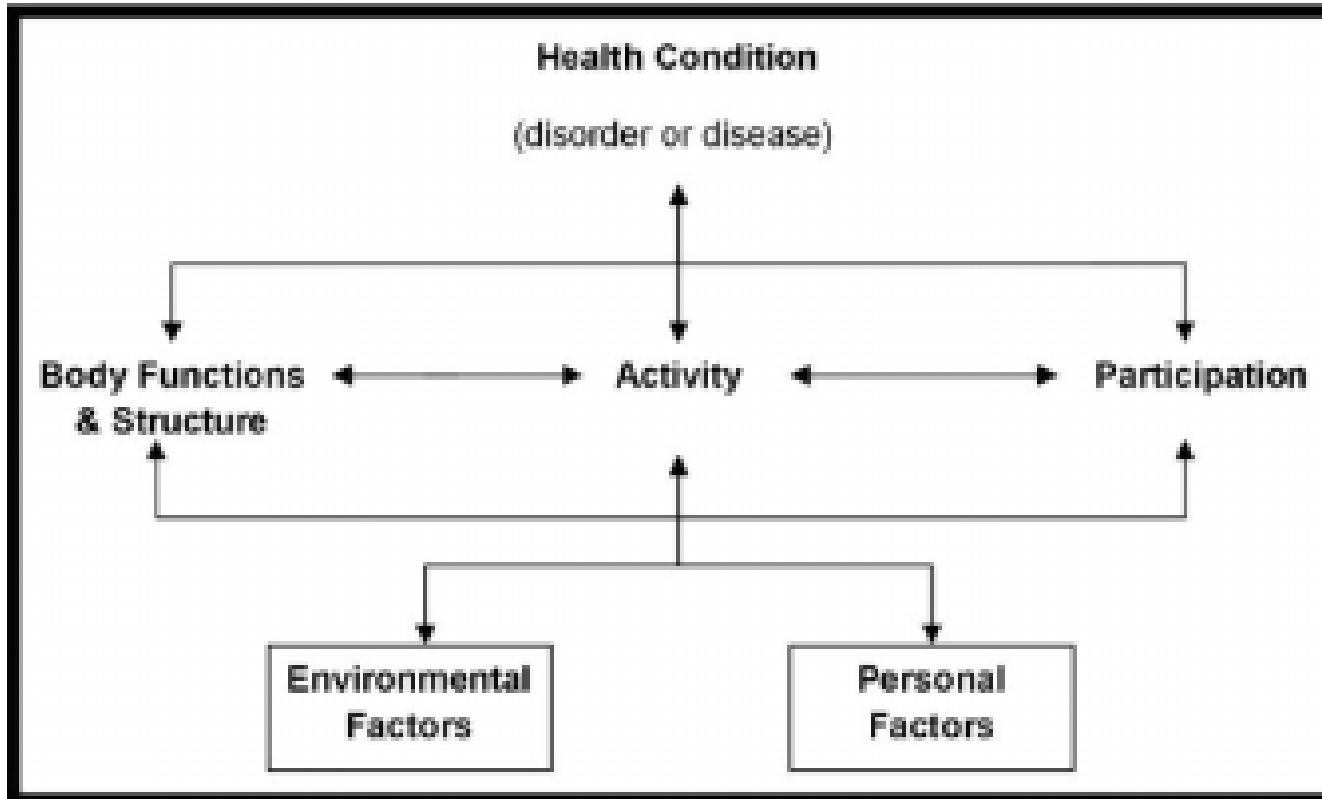 Health Condition
(disorder or disease)
Body Functions
& Structure
Activity
Participation
Environmental
Factors
Personal
Factors